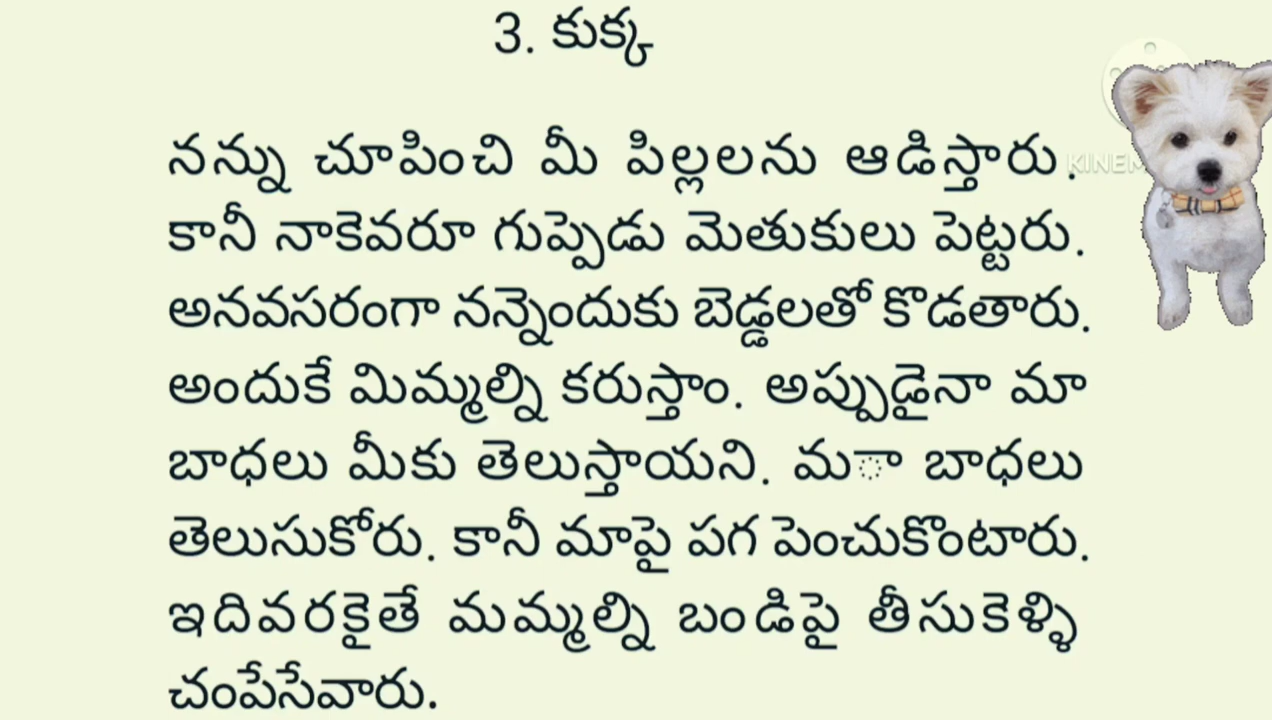 3. కుక్క
నన్ను చూపించి మీ పిల్లలను ఆడిస్తారు.
కానీ నాకెవరూ గుప్పెడు మెతుకులు పెట్టరు.
అనవసరంగా నన్నెందుకు బెడ్డలతో కొడతారు.
అందుకే మిమ్మల్ని కరుస్తాం. అప్పుడైనా మా
బాధలు మీకు తెలుస్తాయని. మ ా బాధలు
తెలుసుకోరు. కానీ మాపై పగ పెంచుకొంటారు.
ఇదివరకైతే మమ్మల్ని బండిపై తీసుకెళ్ళి
చంపేసేవారు.